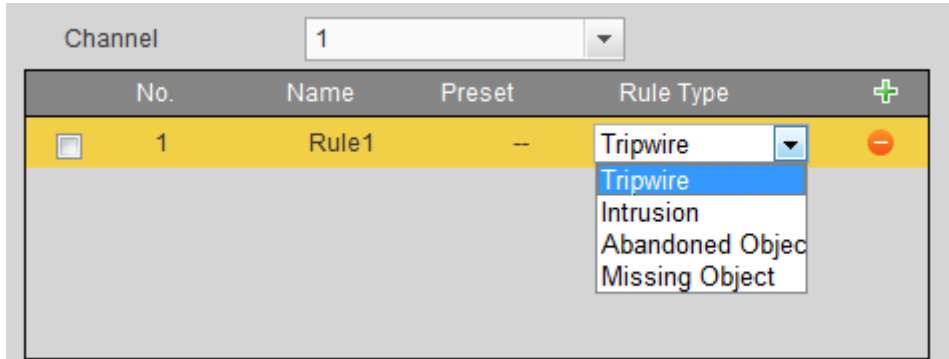 Channel 1
No. Name Preset Rule Type
1 Rule1 -- Tripwire
Tripwire
Intrusion
Abandoned Objec
Missing Object